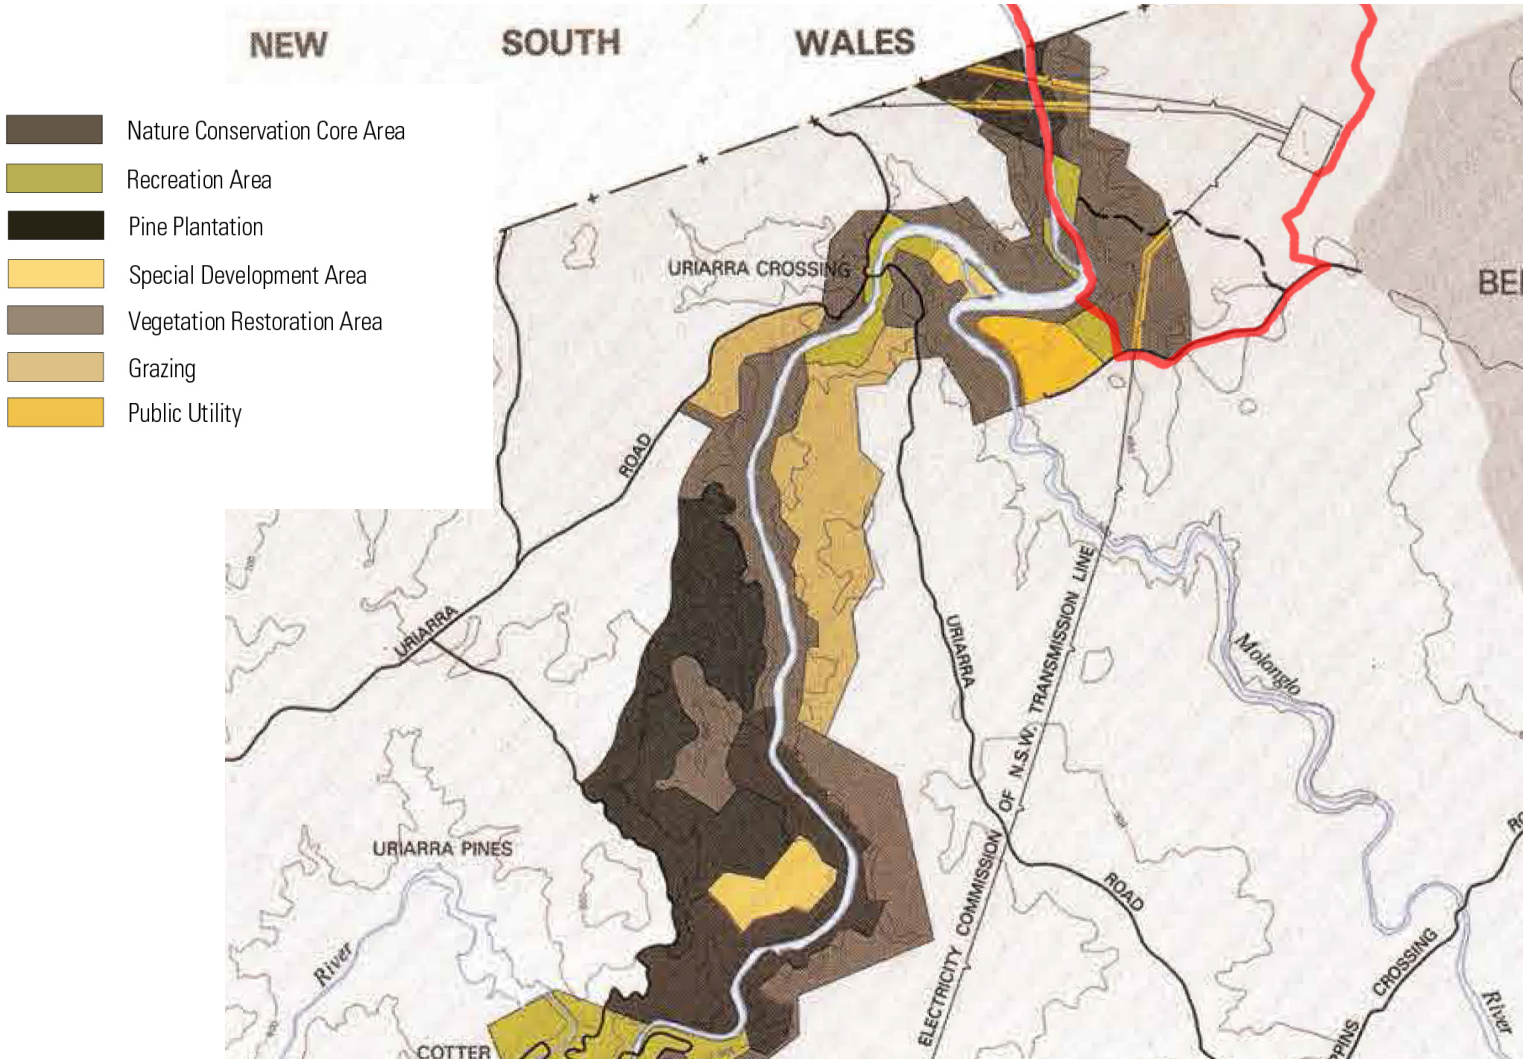 NEW SOUTH WALES
Nature Conservation Core Area
Recreation Area
Pine Plantation
Special Development Area
Vegetation Restoration Area
Grazing
Public Utility
URIARRA CROSSING
BEL
ROAD
URIARRA
URIARRA
ROAD
ELECTRICITY COMMISSION OF N.S.W. TRANSMISSION LINE
Molonglo
URIARRA PINES
River
CROSSING
River
COTTER